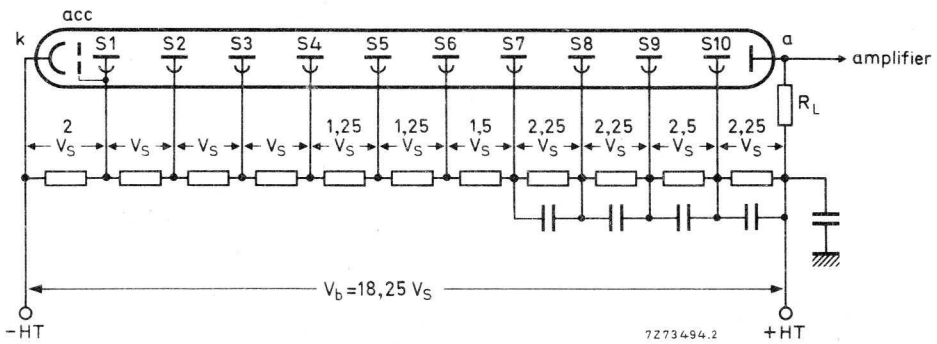 acc
k S1 S2 S3 S4 S5 S6 S7 S8 S9 S10 a amplifier
R_L
2 1,25 1,25 1,5 2,25 2,25 2,5 2,25
V_S V_S V_S V_S V_S V_S V_S V_S V_S V_S V_S
V_b=18,25 V_S
-HT 7Z73494.2 +HT